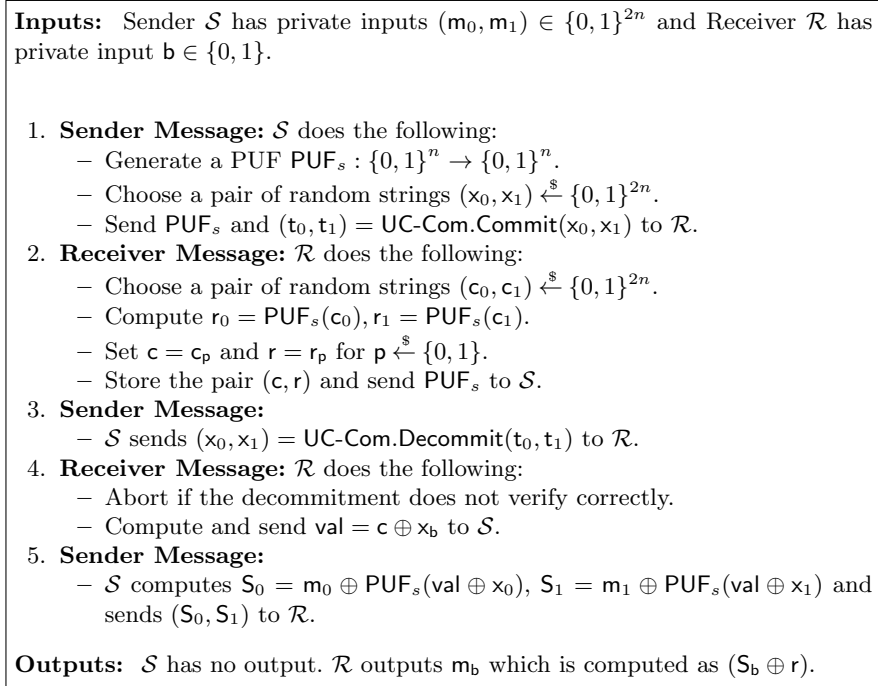 Inputs: Sender 𝒮 has private inputs (m₀, m₁) ∈ {0, 1}²ⁿ and Receiver ℛ has
private input b ∈ {0, 1}.
1. Sender Message: 𝒮 does the following:
– Generate a PUF PUFₛ : {0, 1}ⁿ → {0, 1}ⁿ.
– Choose a pair of random strings (x₀, x₁) ←$ {0, 1}²ⁿ.
– Send PUFₛ and (t₀, t₁) = UC-Com.Commit(x₀, x₁) to ℛ.
2. Receiver Message: ℛ does the following:
– Choose a pair of random strings (c₀, c₁) ←$ {0, 1}²ⁿ.
– Compute r₀ = PUFₛ(c₀), r₁ = PUFₛ(c₁).
– Set c = cₚ and r = rₚ for p ←$ {0, 1}.
– Store the pair (c, r) and send PUFₛ to 𝒮.
3. Sender Message:
– 𝒮 sends (x₀, x₁) = UC-Com.Decommit(t₀, t₁) to ℛ.
4. Receiver Message: ℛ does the following:
– Abort if the decommitment does not verify correctly.
– Compute and send val = c ⊕ x_b to 𝒮.
5. Sender Message:
– 𝒮 computes S₀ = m₀ ⊕ PUFₛ(val ⊕ x₀), S₁ = m₁ ⊕ PUFₛ(val ⊕ x₁) and
sends (S₀, S₁) to ℛ.
Outputs: 𝒮 has no output. ℛ outputs m_b which is computed as (S_b ⊕ r).